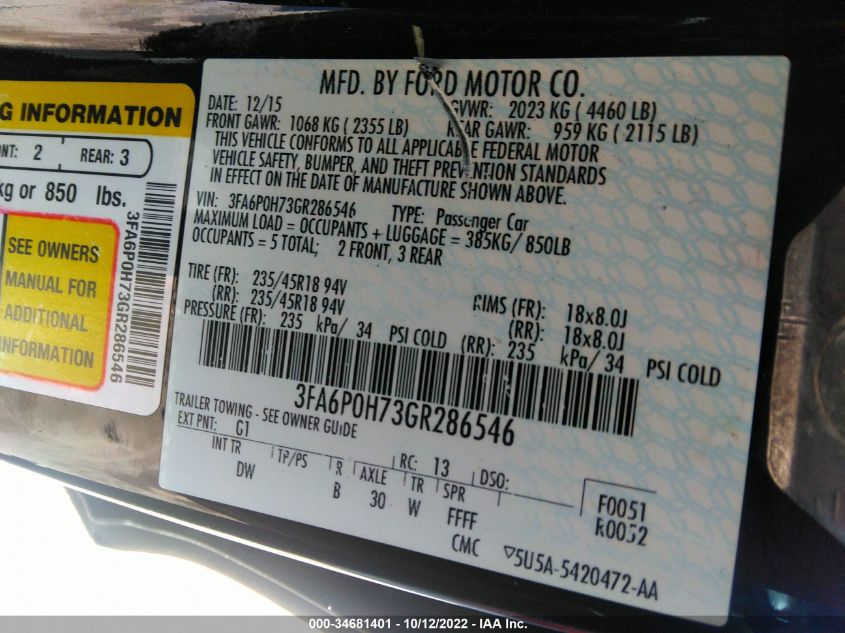 G INFORMATION
NT: 2 REAR: 3
kg or 850 lbs.
SEE OWNERS
MANUAL FOR
ADDITIONAL
INFORMATION
3FA6P0H73GR286546
MFD. BY FORD MOTOR CO.
DATE: 12/15 GVWR: 2023 KG ( 4460 LB)
FRONT GAWR: 1068 KG ( 2355 LB) REAR GAWR: 959 KG ( 2115 LB)
THIS VEHICLE CONFORMS TO ALL APPLICABLE FEDERAL MOTOR
VEHICLE SAFETY, BUMPER, AND THEFT PREVENTION STANDARDS
IN EFFECT ON THE DATE OF MANUFACTURE SHOWN ABOVE.
VIN: 3FA6P0H73GR286546 TYPE: Passenger Car
MAXIMUM LOAD = OCCUPANTS + LUGGAGE = 385KG/ 850LB
OCCUPANTS = 5 TOTAL; 2 FRONT, 3 REAR
TIRE (FR): 235/45R18 94V RIMS (FR): 18x8.0J
(RR): 235/45R18 94V (RR): 18x8.0J
PRESSURE (FR): 235 kPa/ 34 PSI COLD (RR): 235 kPa/ 34 PSI COLD
3FA6P0H73GR286546
TRAILER TOWING - SEE OWNER GUIDE
EXT PNT: G1 RC: 13 DSO:
INT TR TP/PS R AXLE TR SPR
DW B 30 W FFFF
CMC
F0051
R0052
▽5U5A-5420472-AA
000-34681401 - 10/12/2022 - IAA Inc.